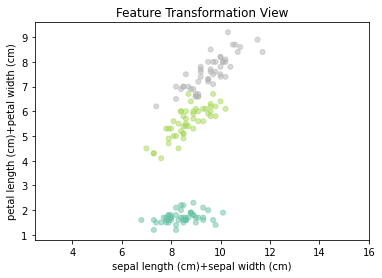 Feature Transformation View
petal length (cm)+petal width (cm)
9
8
7
6
5
4
3
2
1
4 6 8 10 12 14 16
sepal length (cm)+sepal width (cm)